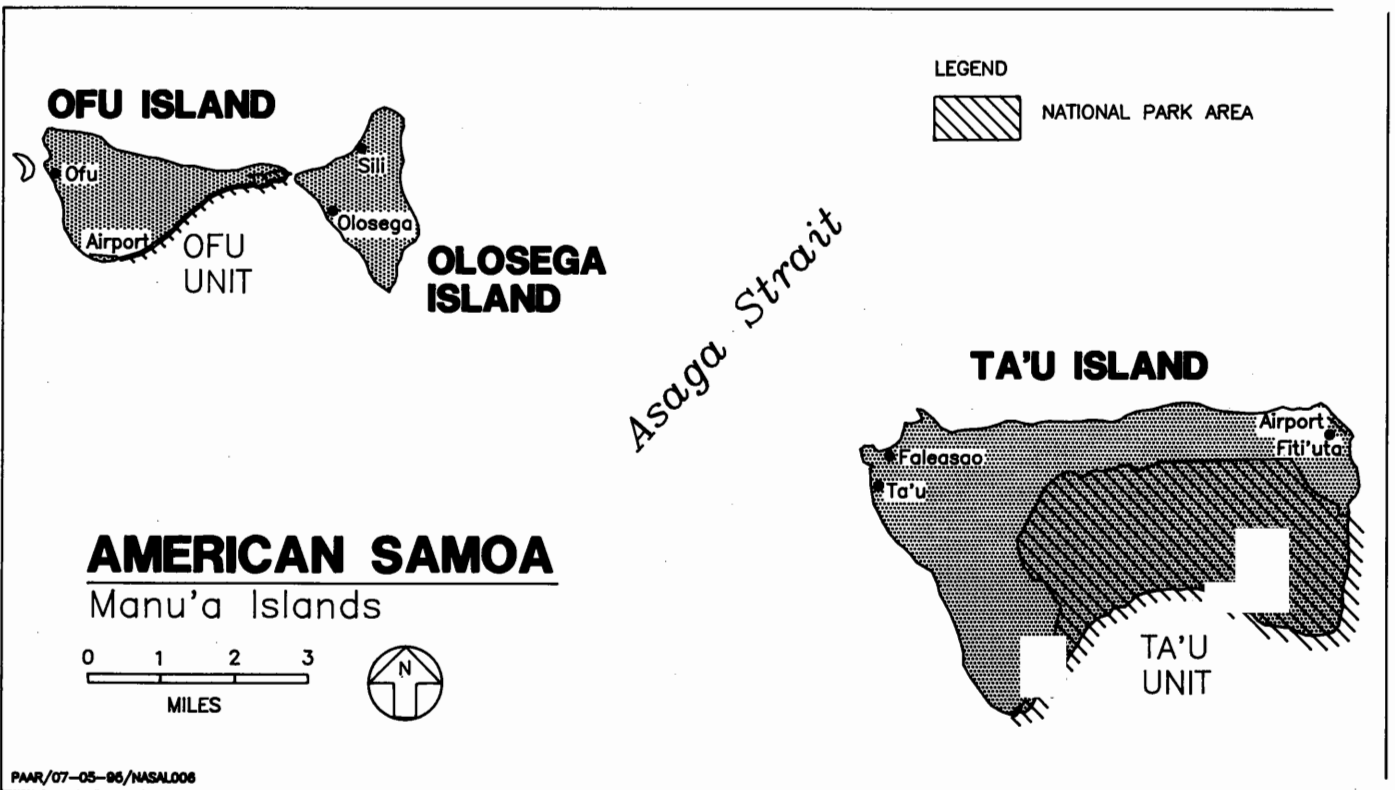 LEGEND
NATIONAL PARK AREA
OFU ISLAND
Ofu
Sili
Olosega
Airport
OFU
UNIT
OLOSEGA
ISLAND
Asaga Strait
TA'U ISLAND
Airport
Fiti'uta
Faleasao
Ta'u
TA'U
UNIT
AMERICAN SAMOA
Manu'a Islands
0 1 2 3
MILES
N
PAAR/07-05-96/NASAL006